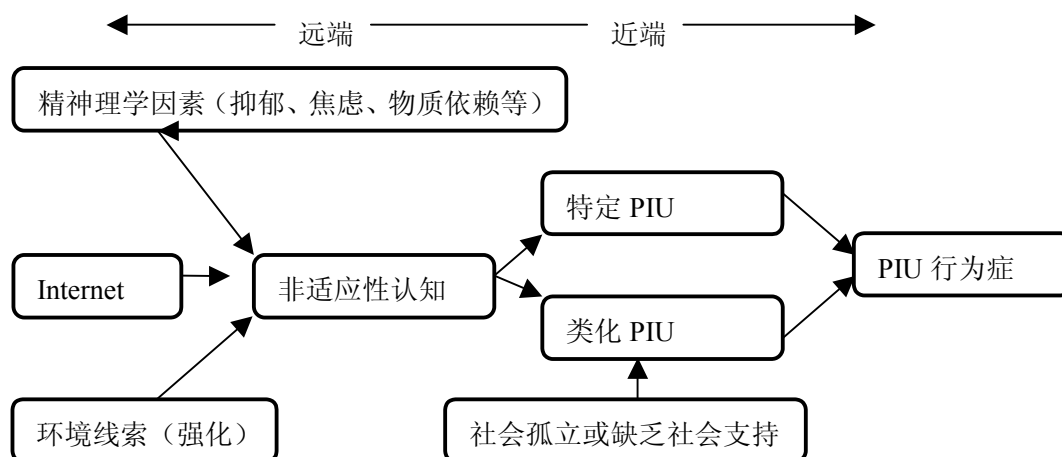 远端 近端
精神理学因素（抑郁、焦虑、物质依赖等）
特定 PIU
Internet
非适应性认知
PIU 行为症
类化 PIU
环境线索（强化）
社会孤立或缺乏社会支持